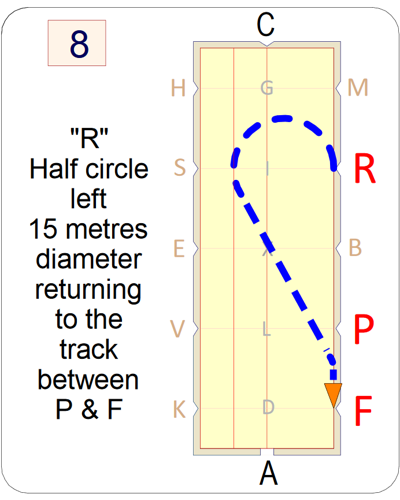 8
C
H G M
"R"
Half circle
left
15 metres
diameter
returning
to the
track
between
P & F
S I R
E X B
V L P
K D F
A